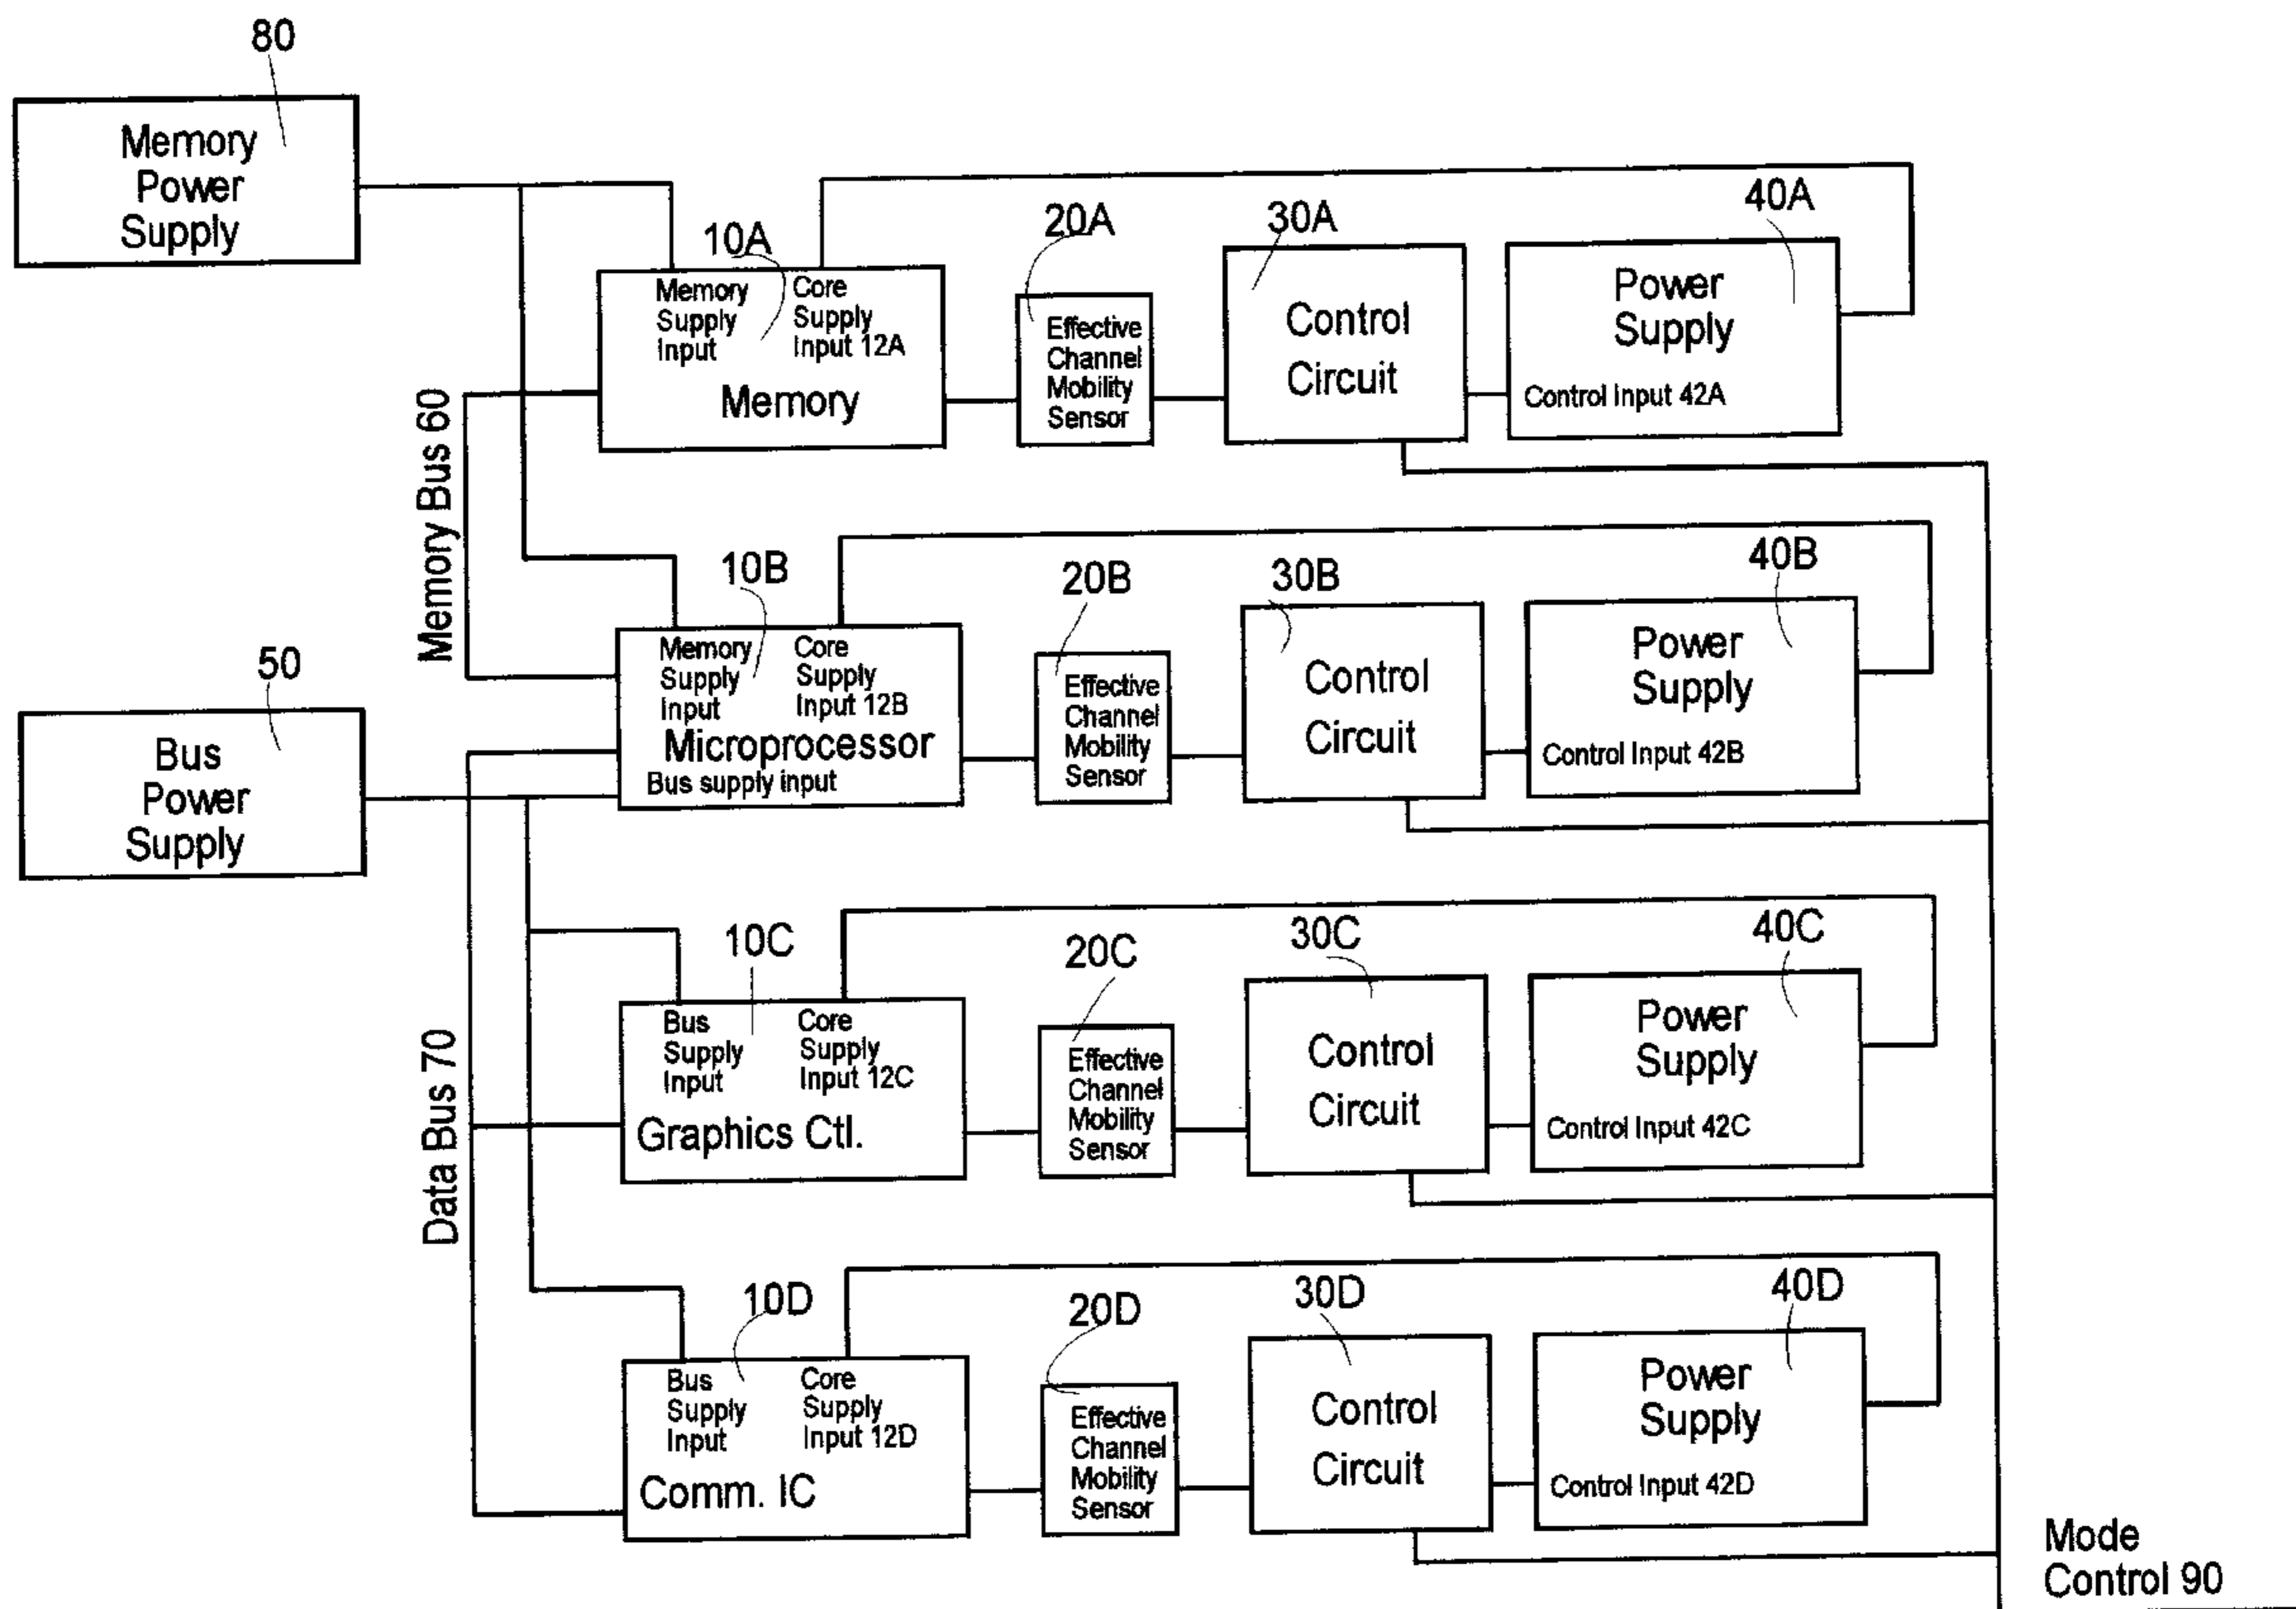 80
Memory
Power
Supply
10A
20A
30A
40A
Memory
Supply
Input
Core
Supply
Input 12A
Memory
Effective
Channel
Mobility
Sensor
Control
Circuit
Power
Supply
Control Input 42A
Memory Bus 60
10B
20B
30B
40B
Memory
Supply
Input
Core
Supply
Input 12B
Microprocessor
Bus supply input
Effective
Channel
Mobility
Sensor
Control
Circuit
Power
Supply
Control Input 42B
50
Bus
Power
Supply
10C
20C
30C
40C
Bus
Supply
Input
Core
Supply
Input 12C
Graphics Ctl.
Effective
Channel
Mobility
Sensor
Control
Circuit
Power
Supply
Control Input 42C
Data Bus 70
10D
20D
30D
40D
Bus
Supply
Input
Core
Supply
Input 12D
Comm. IC
Effective
Channel
Mobility
Sensor
Control
Circuit
Power
Supply
Control Input 42D
Mode
Control 90